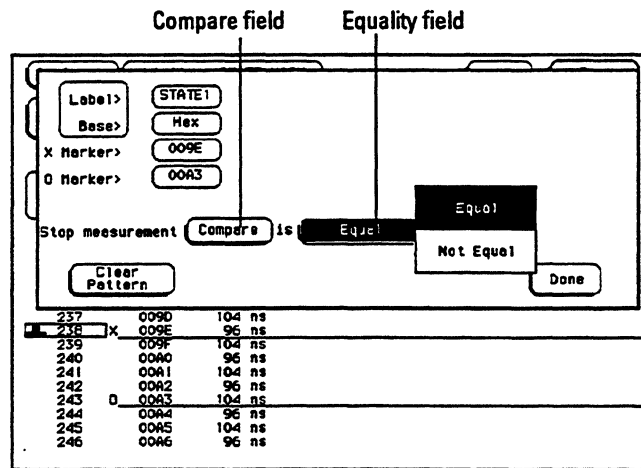 Compare field Equality field
Label> STATE1
Base> Hex
X Marker> 009E
O Marker> 00A3
Stop measurement Compare is Equal
Equal
Not Equal
Clear Pattern
Done
237 009D 104 ns
238 X 009E 96 ns
239 009F 104 ns
240 00A0 96 ns
241 00A1 104 ns
242 00A2 96 ns
243 O 00A3 104 ns
244 00A4 96 ns
245 00A5 104 ns
246 00A6 96 ns